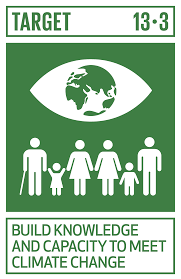 TARGET 13·3
BUILD KNOWLEDGE
AND CAPACITY TO MEET
CLIMATE CHANGE